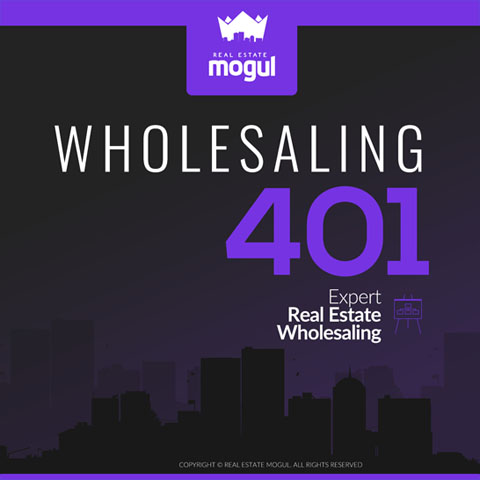 REAL ESTATE
mogul
WHOLESALING
401
Expert
Real Estate
Wholesaling
COPYRIGHT © REAL ESTATE MOGUL. ALL RIGHTS RESERVED